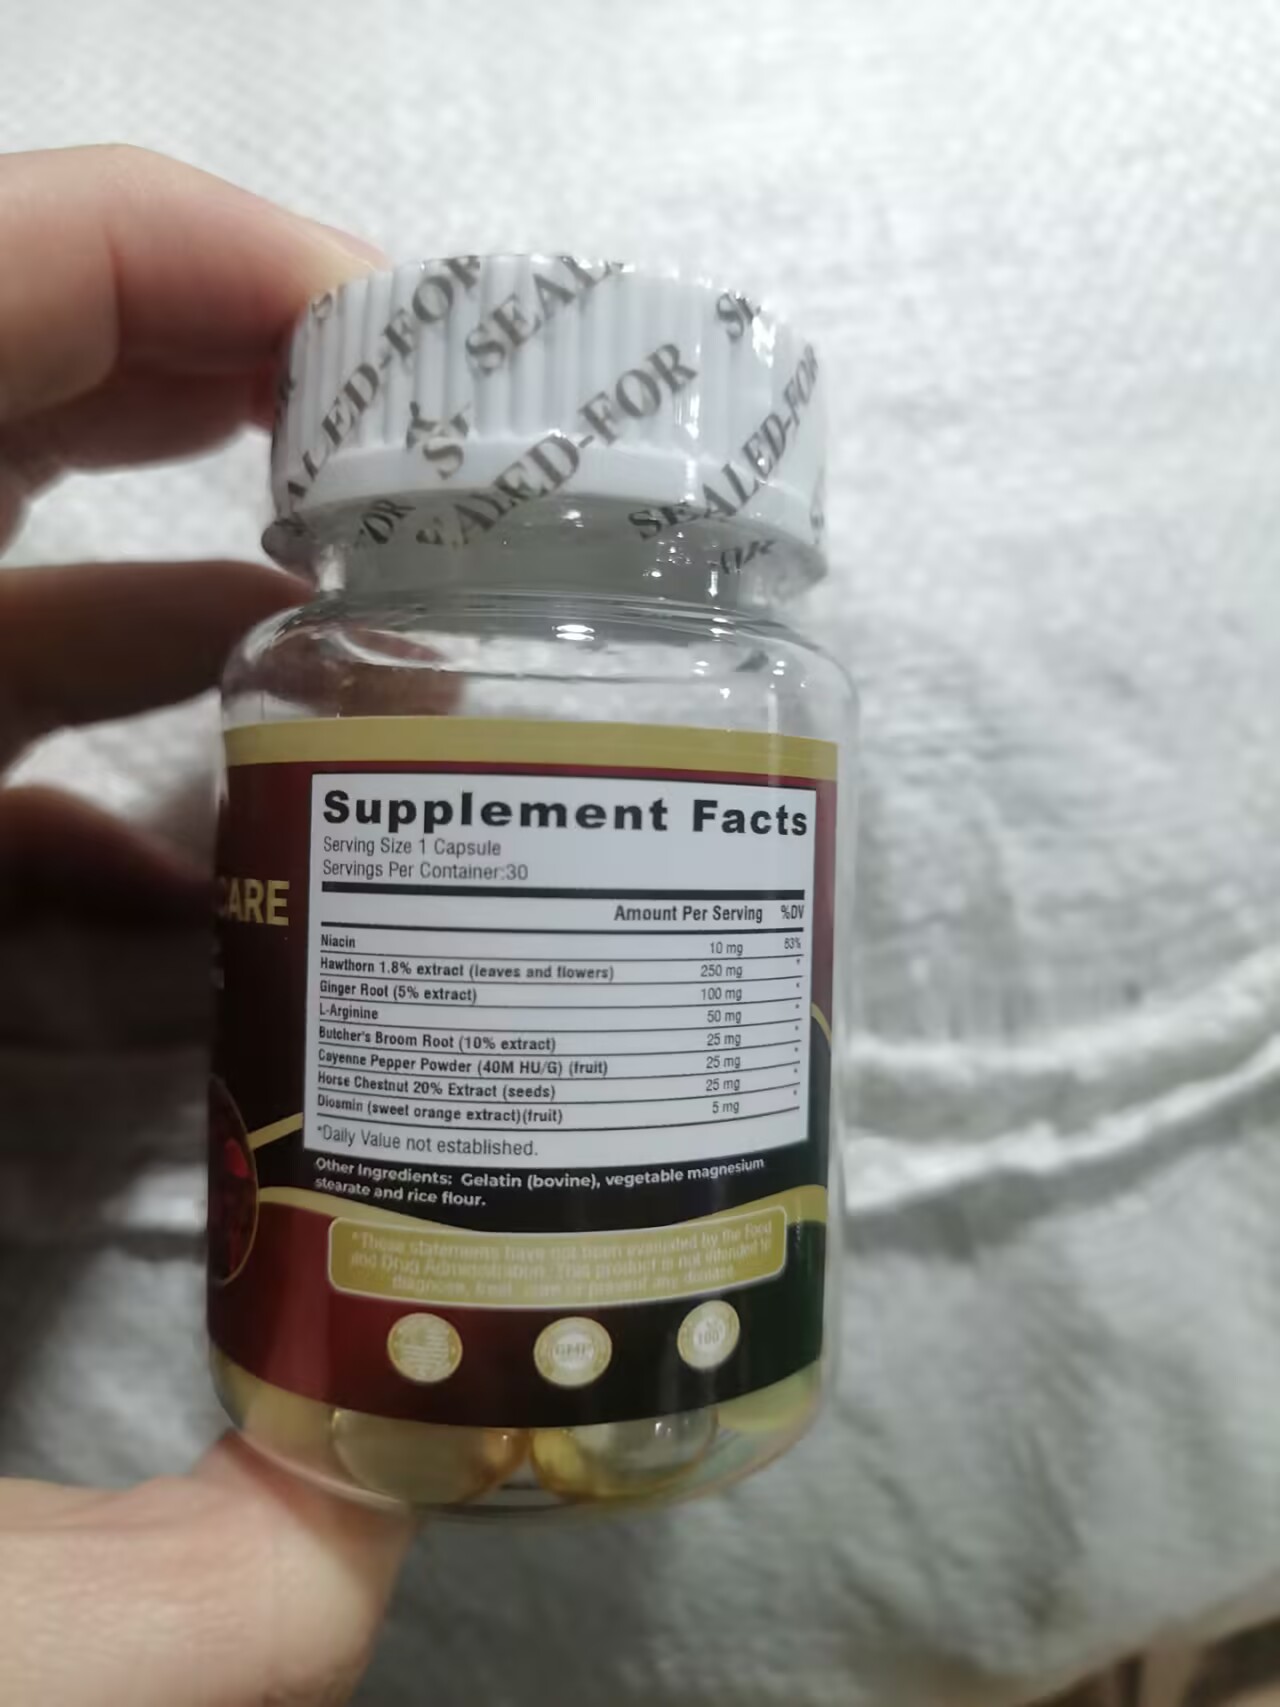 SEALED-FOR
SEALED-FOR
SEALED-FOR
Supplement Facts
Serving Size 1 Capsule
Servings Per Container:30
Amount Per Serving %DV
Niacin 10 mg 63%
Hawthorn 1.8% extract (leaves and flowers) 250 mg *
Ginger Root (5% extract) 100 mg *
L-Arginine 50 mg *
Butcher's Broom Root (10% extract) 25 mg *
Cayenne Pepper Powder (40M HU/G) (fruit) 25 mg *
Horse Chestnut 20% Extract (seeds) 25 mg *
Diosmin (sweet orange extract)(fruit) 5 mg *
*Daily Value not established.
Other Ingredients: Gelatin (bovine), vegetable magnesium
stearate and rice flour.
*These statements have not been evaluated by the Food
and Drug Administration. This product is not intended to
diagnose, treat, cure or prevent any disease.
GMP
100